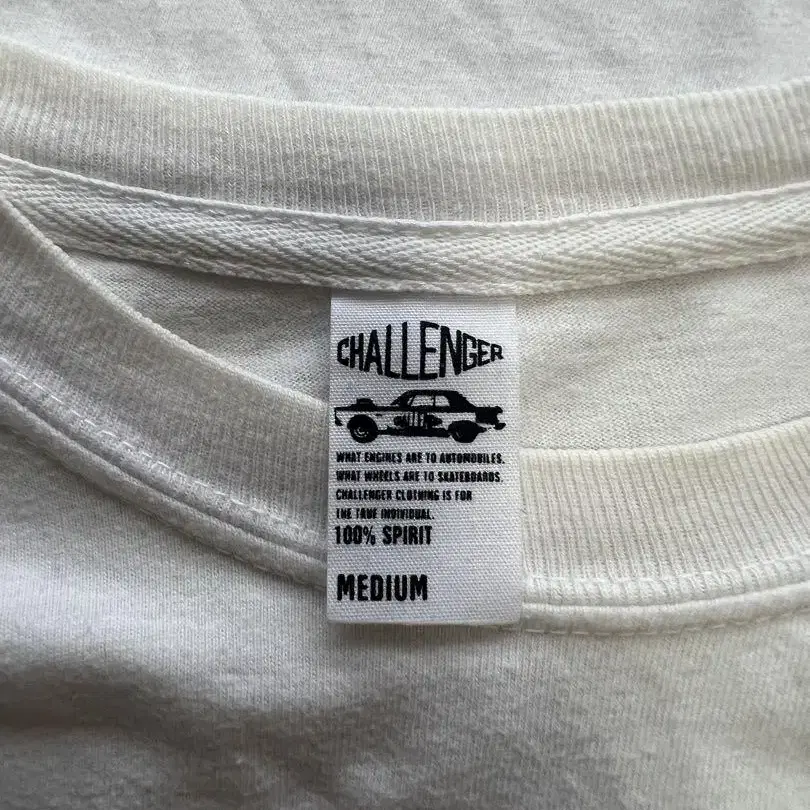 CHALLENGER
WHAT ENGINES ARE TO AUTOMOBILES.
WHAT WHEELS ARE TO SKATEBOARDS.
CHALLENGER CLOTHING IS FOR
THE TRUE INDIVIDUAL.
100% SPIRIT
MEDIUM